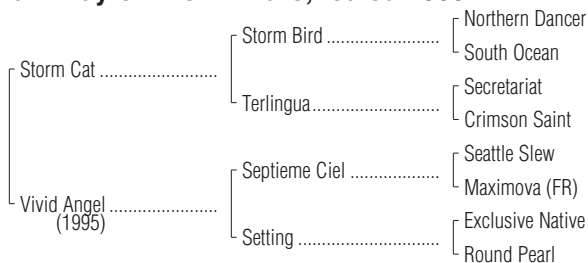 Northern Dancer
Storm Bird
South Ocean
Storm Cat
Secretariat
Terlingua
Crimson Saint
Seattle Slew
Septieme Ciel
Maximova (FR)
Vivid Angel
(1995)
Exclusive Native
Setting
Round Pearl